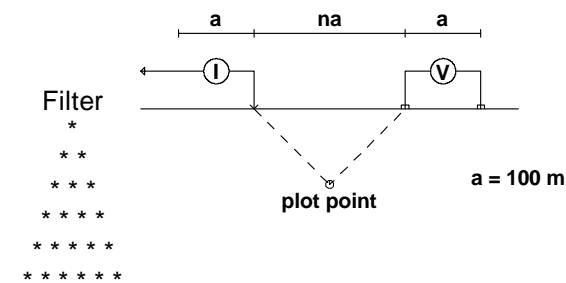 a na a
I V
Filter
*
* *
* * *
* * * *
* * * * *
* * * * * *
plot point
a = 100 m